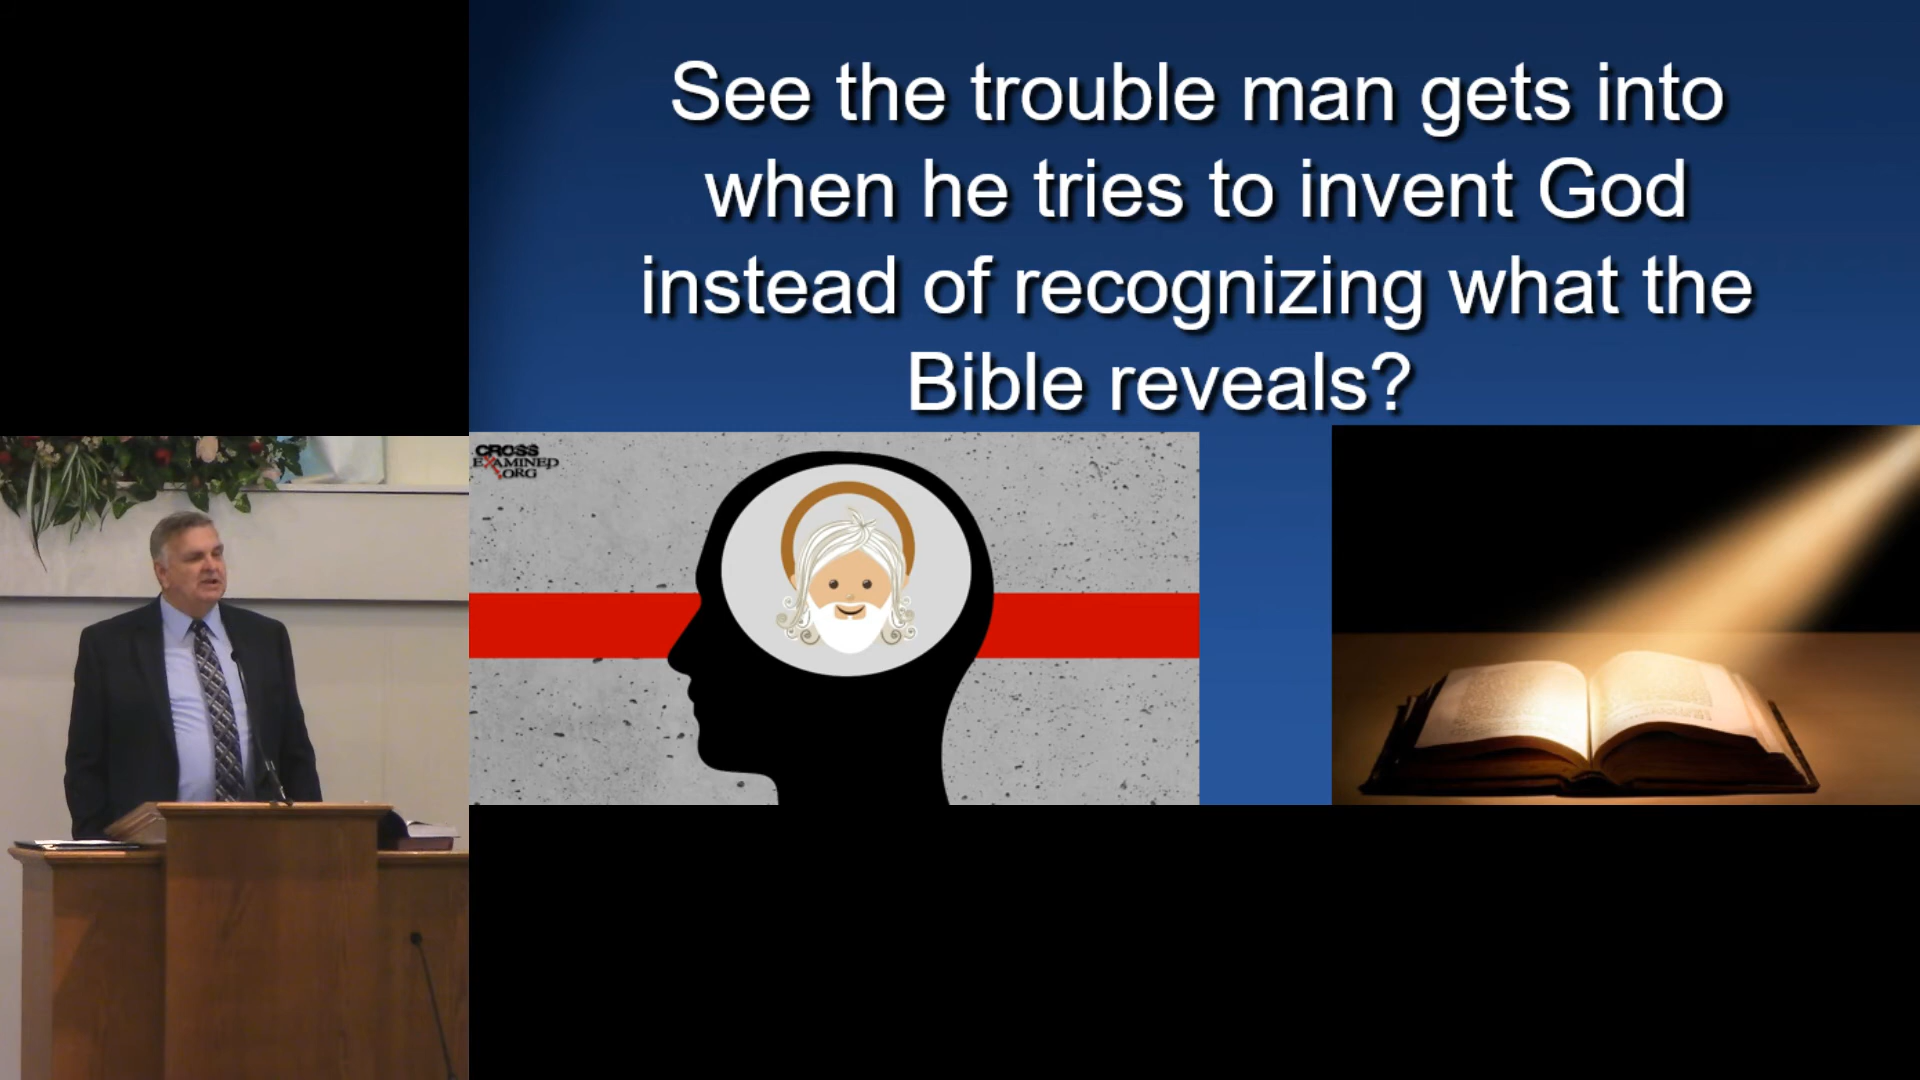 See the trouble man gets into
when he tries to invent God
instead of recognizing what the
Bible reveals?
CROSS
EXAMINED
.ORG